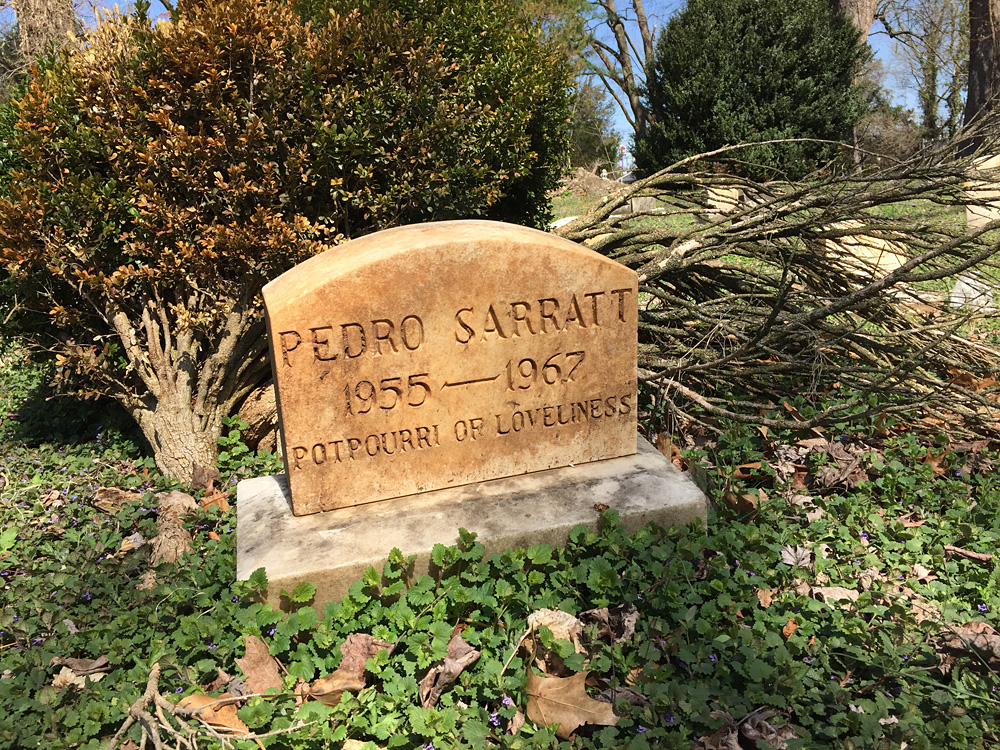 PEDRO SARRATT
1955 — 1967
POTPOURRI OF LOVELINESS